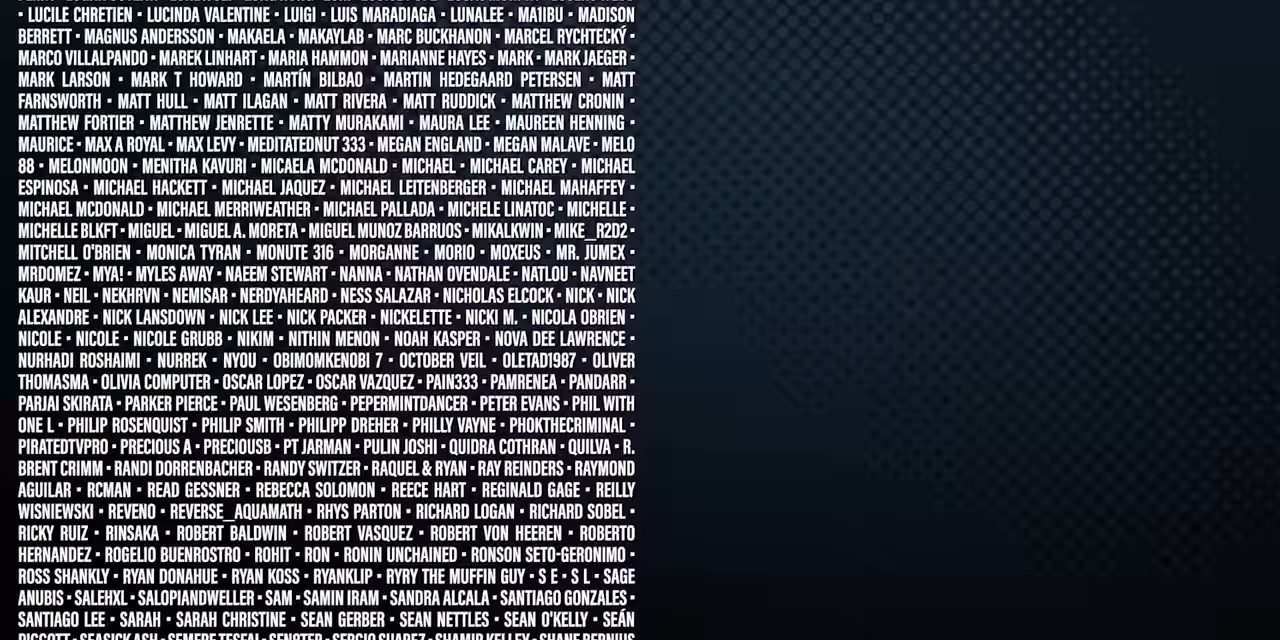 • LUCILE CHRETIEN • LUCINDA VALENTINE • LUIGI • LUIS MARADIAGA • LUNALEE • MA11BU • MADISON
BERRETT • MAGNUS ANDERSSON • MAKAELA • MAKAYLAB • MARC BUCKHANON • MARCEL RYCHTECKÝ •
MARCO VILLALPANDO • MAREK LINHART • MARIA HAMMON • MARIANNE HAYES • MARK • MARK JAEGER •
MARK LARSON • MARK T HOWARD • MARTÍN BILBAO • MARTIN HEDEGAARD PETERSEN • MATT
FARNSWORTH • MATT HULL • MATT ILAGAN • MATT RIVERA • MATT RUDDICK • MATTHEW CRONIN •
MATTHEW FORTIER • MATTHEW JENRETTE • MATTY MURAKAMI • MAURA LEE • MAUREEN HENNING •
MAURICE • MAX A ROYAL • MAX LEVY • MEDITATEDNUT 333 • MEGAN ENGLAND • MEGAN MALAVE • MELO
88 • MELONMOON • MENITHA KAVURI • MICAELA MCDONALD • MICHAEL • MICHAEL CAREY • MICHAEL
ESPINOSA • MICHAEL HACKETT • MICHAEL JAQUEZ • MICHAEL LEITENBERGER • MICHAEL MAHAFFEY •
MICHAEL MCDONALD • MICHAEL MERRIWEATHER • MICHAEL PALLADA • MICHELE LINATOC • MICHELLE •
MICHELLE BLKFT • MIGUEL • MIGUEL A. MORETA • MIGUEL MUNOZ BARRUOS • MIKALKWIN • MIKE_R2D2 •
MITCHELL O'BRIEN • MONICA TYRAN • MONUTE 316 • MORGANNE • MORIO • MOXEUS • MR. JUMEX •
MRDOMEZ • MYA! • MYLES AWAY • NAEEM STEWART • NANNA • NATHAN OVENDALE • NATLOU • NAVNEET
KAUR • NEIL • NEKHRVN • NEMISAR • NERDYAHEARD • NESS SALAZAR • NICHOLAS ELCOCK • NICK • NICK
ALEXANDRE • NICK LANSDOWN • NICK LEE • NICK PACKER • NICKELETTE • NICKI M. • NICOLA OBRIEN •
NICOLE • NICOLE • NICOLE GRUBB • NIKIM • NITHIN MENON • NOAH KASPER • NOVA DEE LAWRENCE •
NURHADI ROSHAIMI • NURREK • NYOU • OBIMOMKENOBI 7 • OCTOBER VEIL • OLETAD1987 • OLIVER
THOMASMA • OLIVIA COMPUTER • OSCAR LOPEZ • OSCAR VAZQUEZ • PAIN333 • PAMRENEA • PANDARR •
PARJAI SKIRATA • PARKER PIERCE • PAUL WESENBERG • PEPERMINTDANCER • PETER EVANS • PHIL WITH
ONE L • PHILIP ROSENQUIST • PHILIP SMITH • PHILIPP DREHER • PHILLY VAYNE • PHOKTHECRIMINAL •
PIRATEDTVPRO • PRECIOUS A • PRECIOUSB • PT JARMAN • PULIN JOSHI • QUIDRA COTHRAN • QUILVA • R.
BRENT CRIMM • RANDI DORRENBACHER • RANDY SWITZER • RAQUEL & RYAN • RAY REINDERS • RAYMOND
AGUILAR • RCMAN • READ GESSNER • REBECCA SOLOMON • REECE HART • REGINALD GAGE • REILLY
WISNIEWSKI • REVENO • REVERSE_AQUAMATH • RHYS PARTON • RICHARD LOGAN • RICHARD SOBEL •
RICKY RUIZ • RINSAKA • ROBERT BALDWIN • ROBERT VASQUEZ • ROBERT VON HEEREN • ROBERTO
HERNANDEZ • ROGELIO BUENROSTRO • ROHIT • RON • RONIN UNCHAINED • RONSON SETO-GERONIMO •
ROSS SHANKLY • RYAN DONAHUE • RYAN KOSS • RYANKLIP • RYRY THE MUFFIN GUY • S E • S L • SAGE
ANUBIS • SALEHXL • SALOPIANDWELLER • SAM • SAMIN IRAM • SANDRA ALCALA • SANTIAGO GONZALES •
SANTIAGO LEE • SARAH • SARAH CHRISTINE • SEAN GERBER • SEAN NETTLES • SEAN O'KELLY • SEÁN